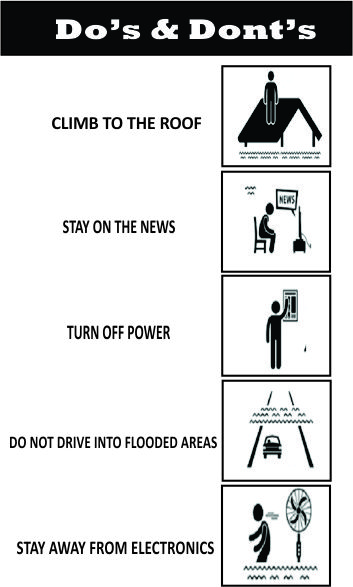 Do's & Dont's
CLIMB TO THE ROOF
STAY ON THE NEWS
NEWS
TURN OFF POWER
DO NOT DRIVE INTO FLOODED AREAS
STAY AWAY FROM ELECTRONICS